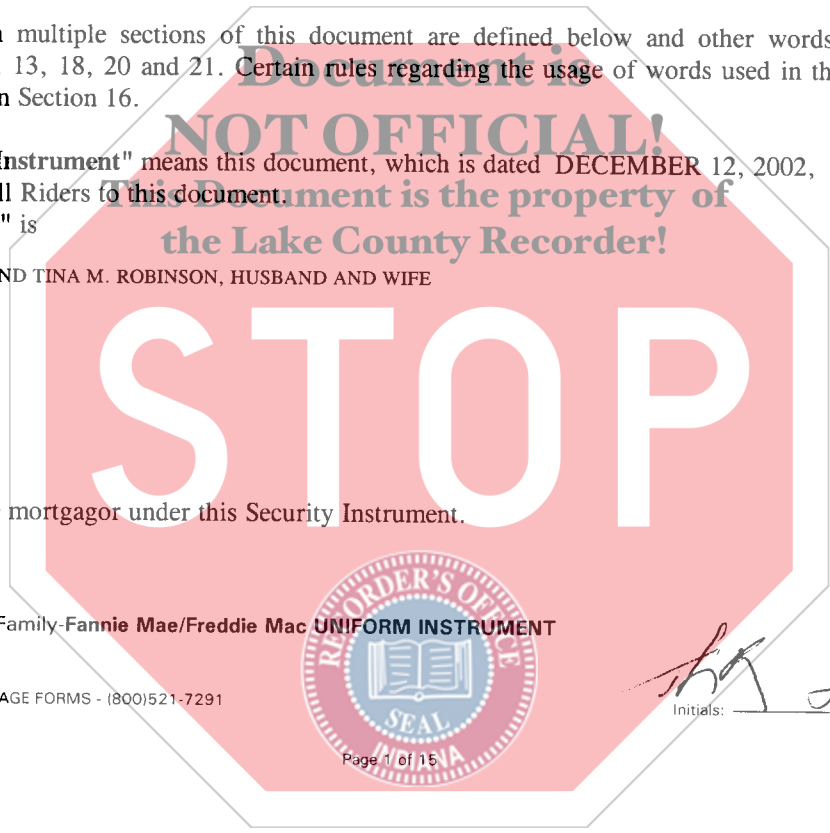 multiple sections of this document are defined below and other words
13, 18, 20 and 21. Certain rules regarding the usage of words used in
Section 16.
Document is
NOT OFFICIAL!
Instrument" means this document, which is dated DECEMBER 12, 2002,
Riders to this document.
This Document is the property of
" is
the Lake County Recorder!
TINA M. ROBINSON, HUSBAND AND WIFE
STOP
mortgagor under this Security Instrument.
RECORDER'S OFFICE
Family-Fannie Mae/Freddie Mac UNIFORM INSTRUMENT
AGE FORMS - (800)521-7291
SEAL
Initials:
INDIANA
Page 1 of 15